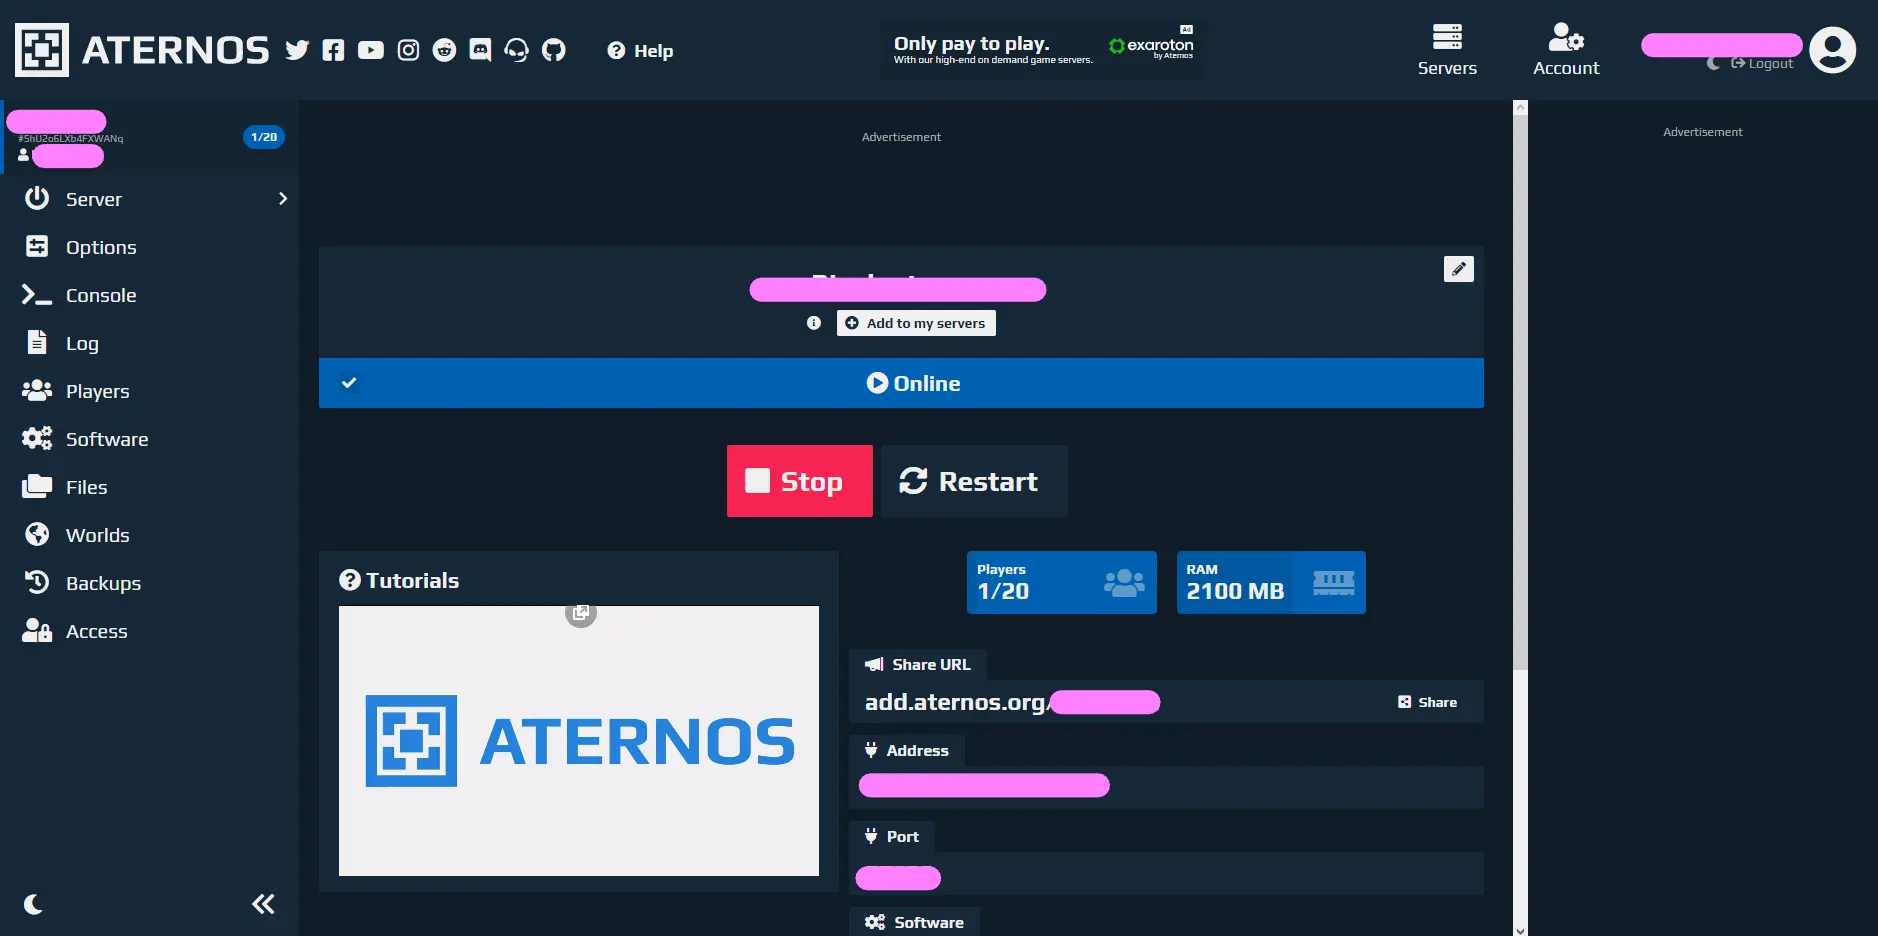 ATERNOS
Help
Only pay to play.
With our high-end on demand game servers.
Ad
exaroton
by Aternos
Servers
Account
Logout
#ShU2o6LXb4FXWANq
1/20
Server
Options
Console
Log
Players
Software
Files
Worlds
Backups
Access
Advertisement
Advertisement
Add to my servers
Online
Stop
Restart
Tutorials
ATERNOS
Players
1/20
RAM
2100 MB
Share URL
add.aternos.org/
Share
Address
Port
Software